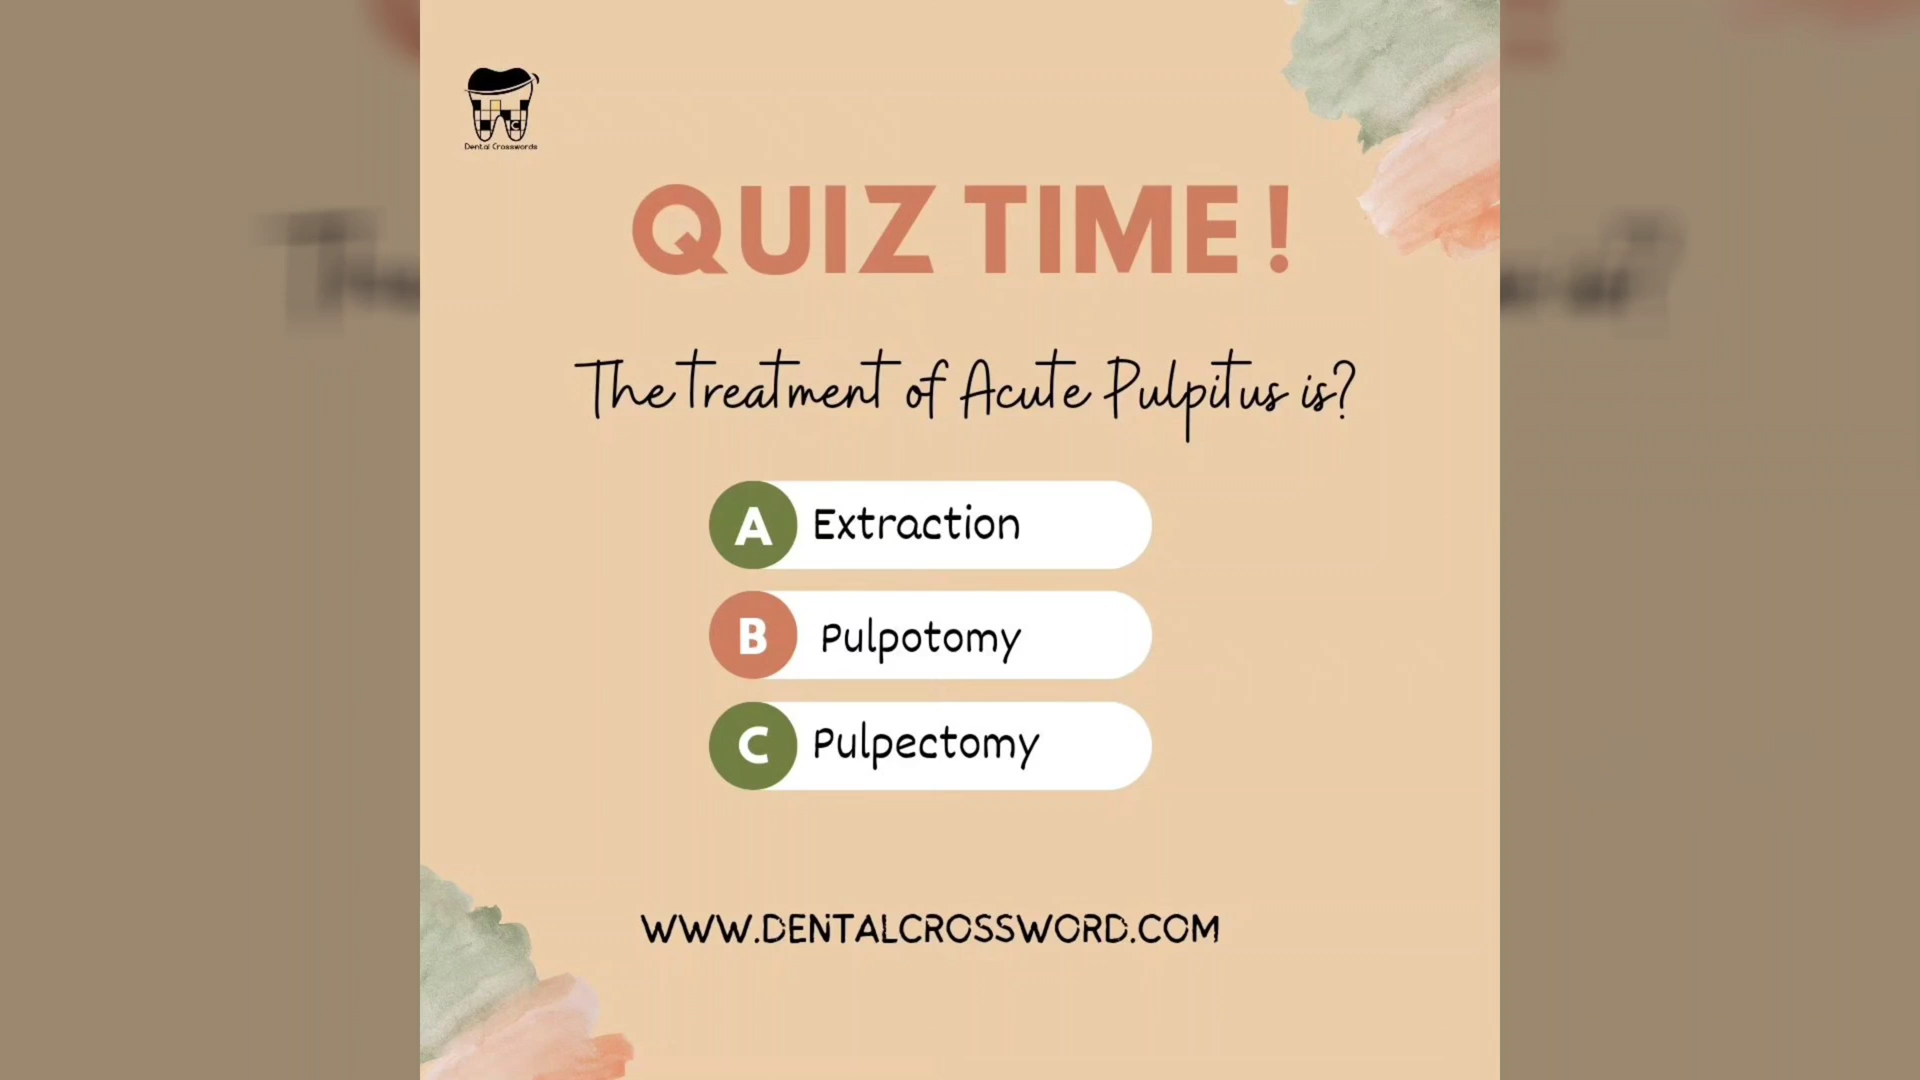 Dental Crosswords
QUIZ TIME !
The treatment of Acute Pulpitus is?
A Extraction
B Pulpotomy
C Pulpectomy
WWW.DENTALCROSSWORD.COM